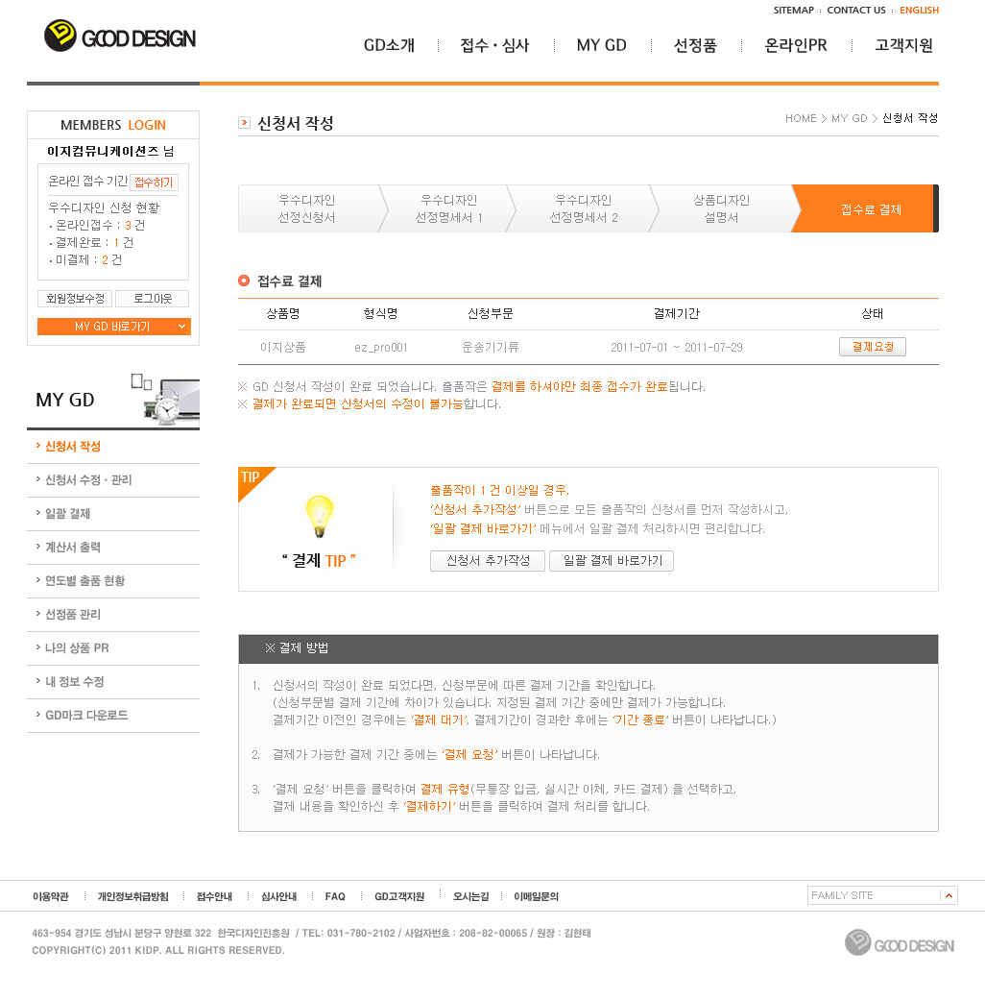 SITEMAP : CONTACT US : ENGLISH
GOOD DESIGN
GD소개 접수·심사 MY GD 선정품 온라인PR 고객지원
MEMBERS LOGIN
이지컴뮤니케이션즈 님
온라인 접수 기간 접수하기
우수디자인 신청 현황
· 온라인접수 : 3 건
· 결제완료 : 1 건
· 미결제 : 2 건
회원정보수정 로그아웃
MY GD 바로가기
MY GD
신청서 작성
신청서 수정·관리
일괄 결제
계산서 출력
연도별 출품 현황
선정품 관리
나의 상품 PR
내 정보 수정
GD마크 다운로드
신청서 작성
HOME > MY GD > 신청서 작성
우수디자인
선정신청서
우수디자인
선정명세서 1
우수디자인
선정명세서 2
상품디자인
설명서
접수료 결제
접수료 결제
상품명 형식명 신청부문 결제기간 상태
이지상품 ez_pro001 운송기기류 2011-07-01 ~ 2011-07-29 결제요청
※ GD 신청서 작성이 완료 되었습니다. 출품작은 결제를 하셔야만 최종 접수가 완료됩니다.
※ 결제가 완료되면 신청서의 수정이 불가능합니다.
TIP
“ 결제 TIP ”
출품작이 1 건 이상일 경우,
‘신청서 추가작성’ 버튼으로 모든 출품작의 신청서를 먼저 작성하시고,
‘일괄 결제 바로가기’ 메뉴에서 일괄 결제 처리하시면 편리합니다.
신청서 추가작성 일괄 결제 바로가기
※ 결제 방법
1. 신청서의 작성이 완료 되었다면, 신청부문에 따른 결제 기간을 확인합니다.
(신청부문별 결제 기간에 차이가 있습니다. 지정된 결제 기간 중에만 결제가 가능합니다.
결제기간 이전인 경우에는 ‘결제 대기’, 결제기간이 경과한 후에는 ‘기간 종료’ 버튼이 나타납니다.)
2. 결제가 가능한 결제 기간 중에는 ‘결제 요청’ 버튼이 나타납니다.
3. ‘결제 요청’ 버튼을 클릭하여 결제 유형(무통장 입금, 실시간 이체, 카드 결제) 을 선택하고,
결제 내용을 확인하신 후 ‘결제하기’ 버튼을 클릭하여 결제 처리를 합니다.
이용약관 개인정보취급방침 접수안내 심사안내 FAQ GD고객지원 오시는길 이메일문의
FAMILY SITE
463-954 경기도 성남시 분당구 양현로 322 한국디자인진흥원 / TEL: 031-780-2102 / 사업자번호 : 208-82-00065 / 원장 : 김현태
COPYRIGHT(C) 2011 KIDP. ALL RIGHTS RESERVED.
GOOD DESIGN